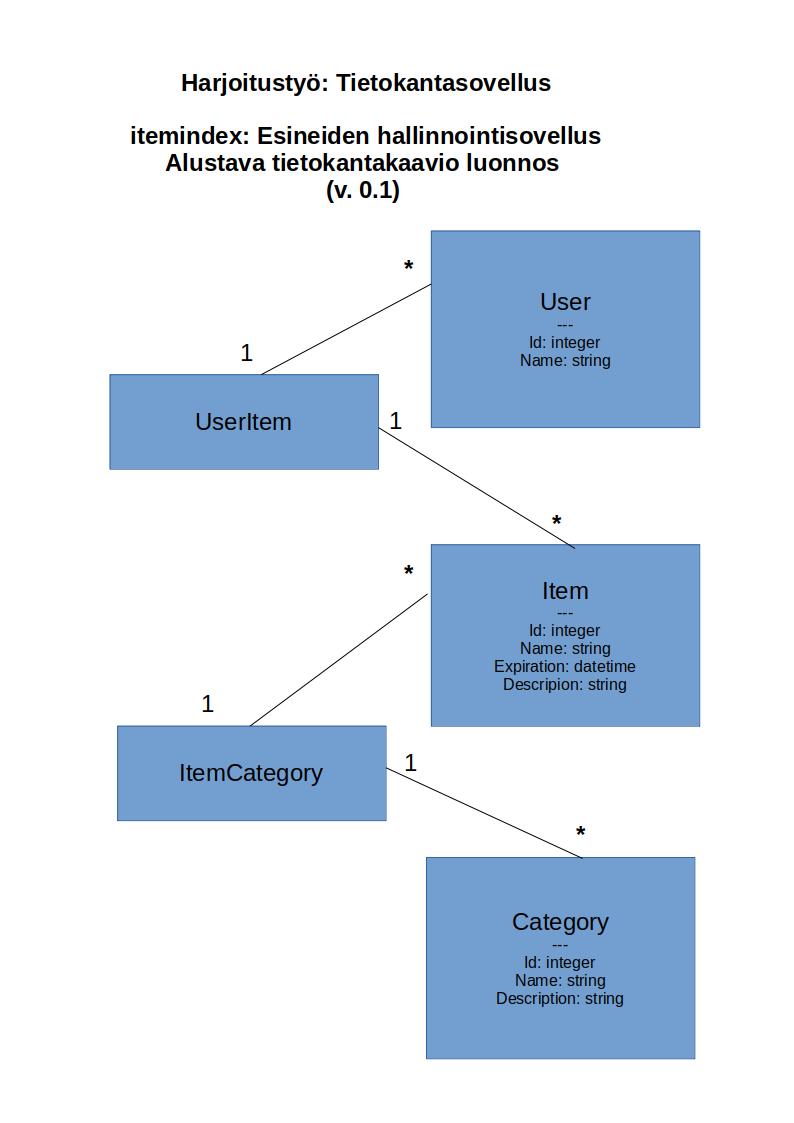 Harjoitustyö: Tietokantasovellus
itemindex: Esineiden hallinnointisovellus
Alustava tietokantakaavio luonnos
(v. 0.1)
*
User
---
Id: integer
Name: string
1
UserItem
1
*
*
Item
---
Id: integer
Name: string
Expiration: datetime
Descripion: string
1
ItemCategory
1
*
Category
---
Id: integer
Name: string
Description: string